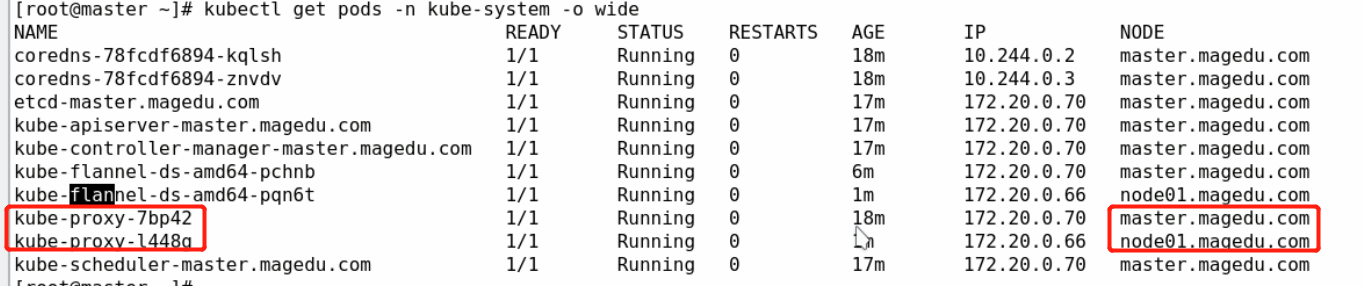 [root@master ~]# kubectl get pods -n kube-system -o wide
NAME READY STATUS RESTARTS AGE IP NODE
coredns-78fcdf6894-kqlsh 1/1 Running 0 18m 10.244.0.2 master.magedu.com
coredns-78fcdf6894-znvdv 1/1 Running 0 18m 10.244.0.3 master.magedu.com
etcd-master.magedu.com 1/1 Running 0 17m 172.20.0.70 master.magedu.com
kube-apiserver-master.magedu.com 1/1 Running 0 17m 172.20.0.70 master.magedu.com
kube-controller-manager-master.magedu.com 1/1 Running 0 17m 172.20.0.70 master.magedu.com
kube-flannel-ds-amd64-pchnb 1/1 Running 0 6m 172.20.0.70 master.magedu.com
kube-flannel-ds-amd64-pqn6t 1/1 Running 0 1m 172.20.0.66 node01.magedu.com
kube-proxy-7bp42 1/1 Running 0 18m 172.20.0.70 master.magedu.com
kube-proxy-l448q 1/1 Running 0 172.20.0.66 node01.magedu.com
kube-scheduler-master.magedu.com 1/1 Running 0 17m 172.20.0.70 master.magedu.com
[root@master ~]#